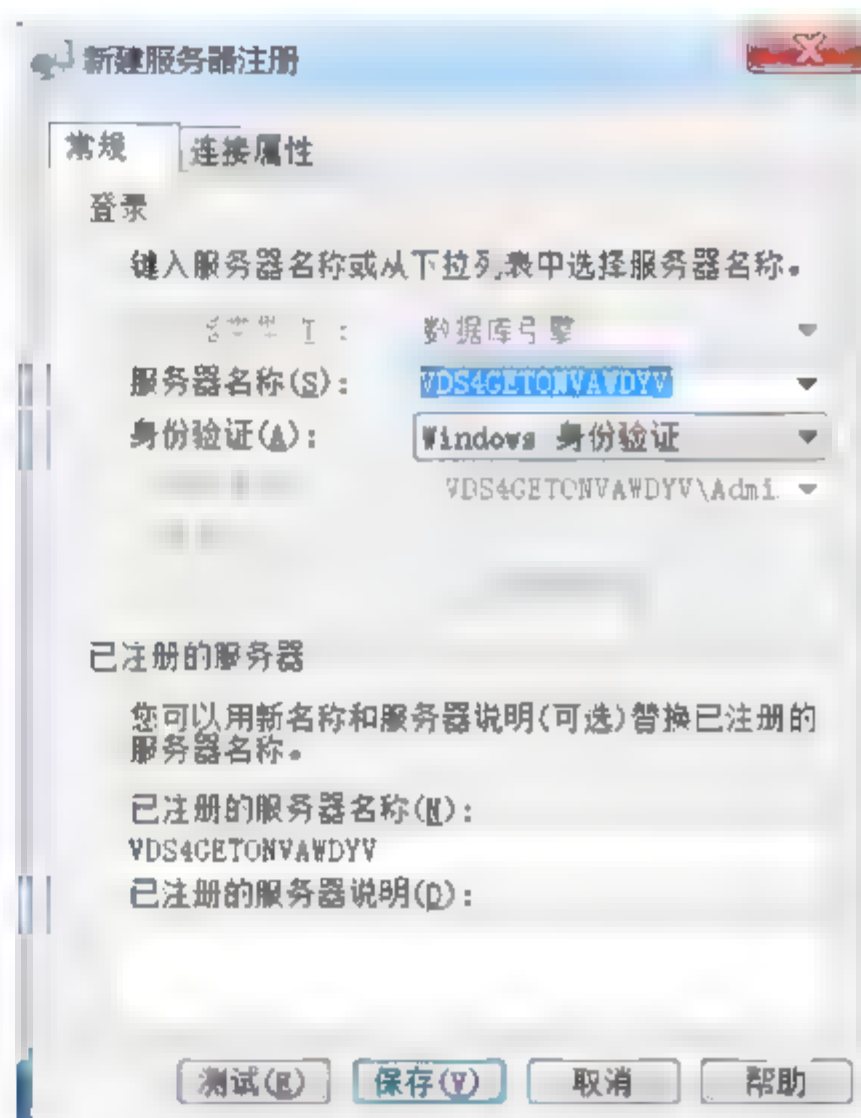 新建服务器注册
常规 连接属性
登录
键入服务器名称或从下拉列表中选择服务器名称。
数据库引擎
服务器名称(S): VDS4GETONVAWDYV
身份验证(A): Windows 身份验证
VDS4GETONVAWDYV\Admi
已注册的服务器
您可以用新名称和服务器说明(可选)替换已注册的
服务器名称。
已注册的服务器名称(N):
VDS4GETONVAWDYV
已注册的服务器说明(D):
测试(E) 保存(V) 取消 帮助